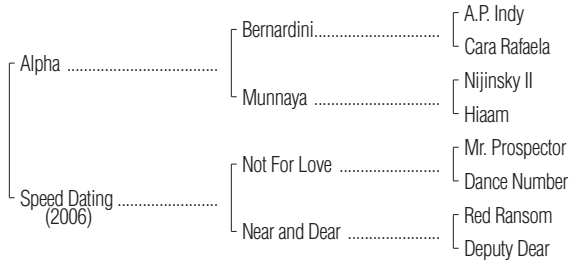 A.P. Indy
Bernardini
Cara Rafaela
Alpha
Nijinsky II
Munnaya
Hiaam
Mr. Prospector
Not For Love
Dance Number
Speed Dating
(2006)
Red Ransom
Near and Dear
Deputy Dear